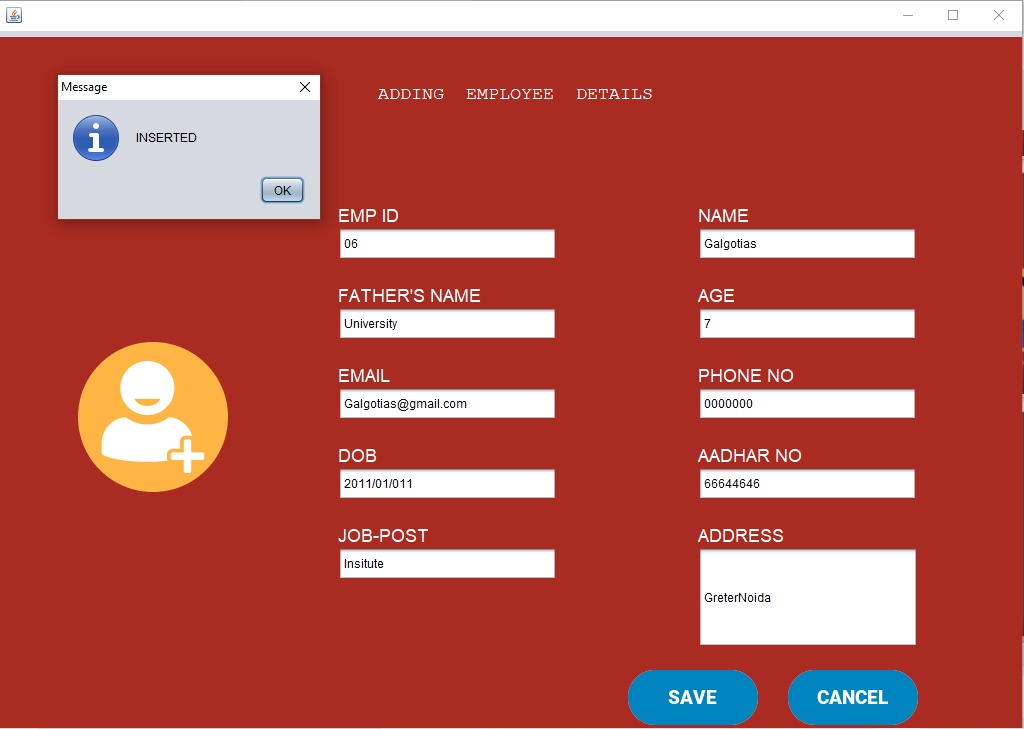 Message
INSERTED
OK
ADDING EMPLOYEE DETAILS
EMP ID
06
NAME
Galgotias
FATHER'S NAME
University
AGE
7
EMAIL
Galgotias@gmail.com
PHONE NO
0000000
DOB
2011/01/011
AADHAR NO
66644646
JOB-POST
Insitute
ADDRESS
GreterNoida
SAVE
CANCEL